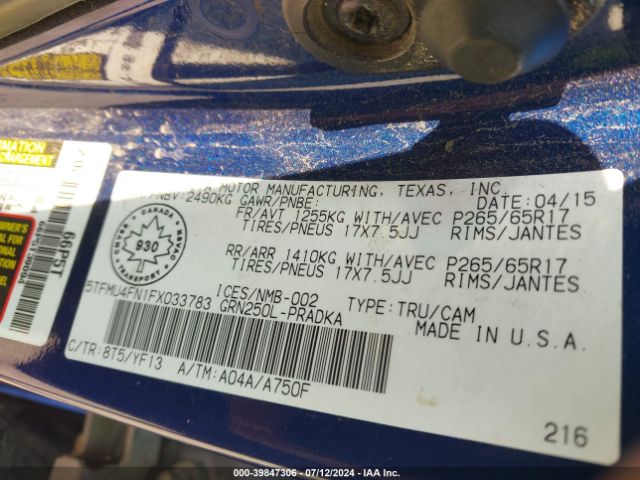 MOTOR MANUFACTURING, TEXAS, INC
2490KG GAWR/PNBE: DATE: 04/15
FR/AVT 1255KG WITH/AVEC P265/65R17
TIRES/PNEUS 17X7.5JJ RIMS/JANTES
RR/ARR 1410KG WITH/AVEC P265/65R17
TIRES/PNEUS 17X7.5JJ RIMS/JANTES
CANADA
930
TRANSPORT
5TFMU4FN1FX033783 ICES/NMB-002 TYPE: TRU/CAM
GRN250L-PRADKA MADE IN U.S.A.
C/TR: 8T5/YF13 A/TM: A04A/A750F
216
66PST
000-39847306 - 07/12/2024 - IAA Inc.